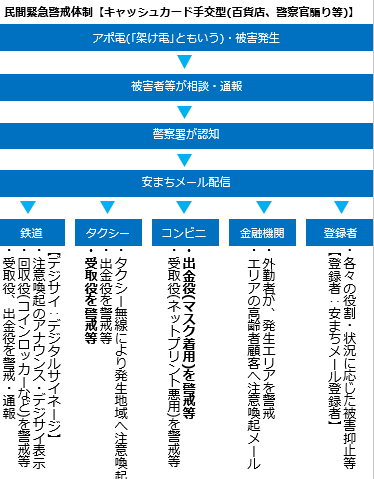 民間緊急警戒体制【キャッシュカード手交型(百貨店、警察官騙り等)】
アポ電(「架け電」ともいう)・被害発生
被害者等が相談・通報
警察署が認知
安まちメール配信
鉄道
【デジサイ:デジタルサイネージ】
・注意喚起のアナウンス・デジサイ表示
・回収役(コインロッカーなど)を警戒等
・受取役、出金役を警戒・通報
タクシー
・タクシー無線により発生地域へ注意喚起
・出金役を警戒等
・受取役を警戒等
コンビニ
・出金役(マスク着用)を警戒等
・受取役(ネットプリント悪用)を警戒等
金融機関
・外勤者が、発生エリアを警戒
・エリアの高齢者顧客へ注意喚起メール
登録者
・各々の役割・状況に応じた被害抑止等
【登録者:安まちメール登録者】